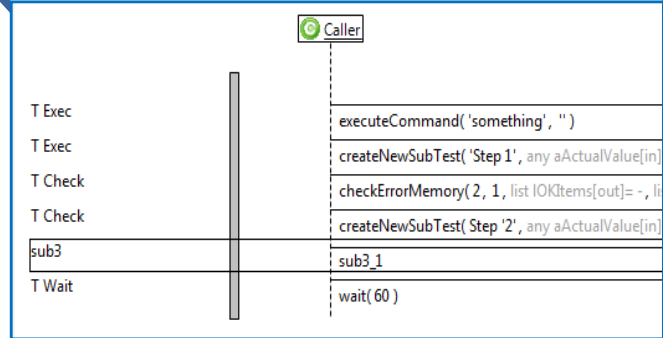 Caller
T Exec
executeCommand( 'something', '' )
T Exec
createNewSubTest( 'Step 1', any aActualValue[in]
T Check
checkErrorMemory( 2, 1, list lOKItems[out]= -, li
T Check
createNewSubTest( Step '2', any aActualValue[in]
sub3
sub3_1
T Wait
wait( 60 )